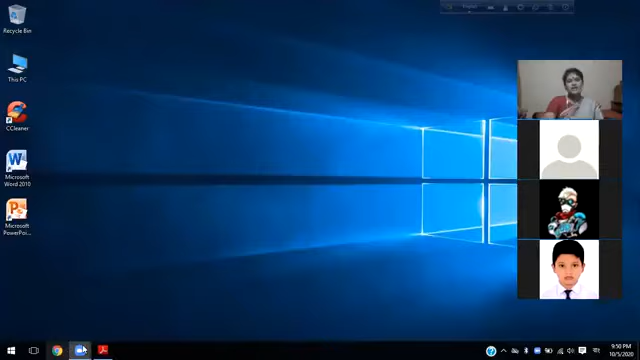 Recycle Bin
This PC
CCleaner
Microsoft
Word 2010
Microsoft
PowerPoi...
9:50 PM
10/5/2020